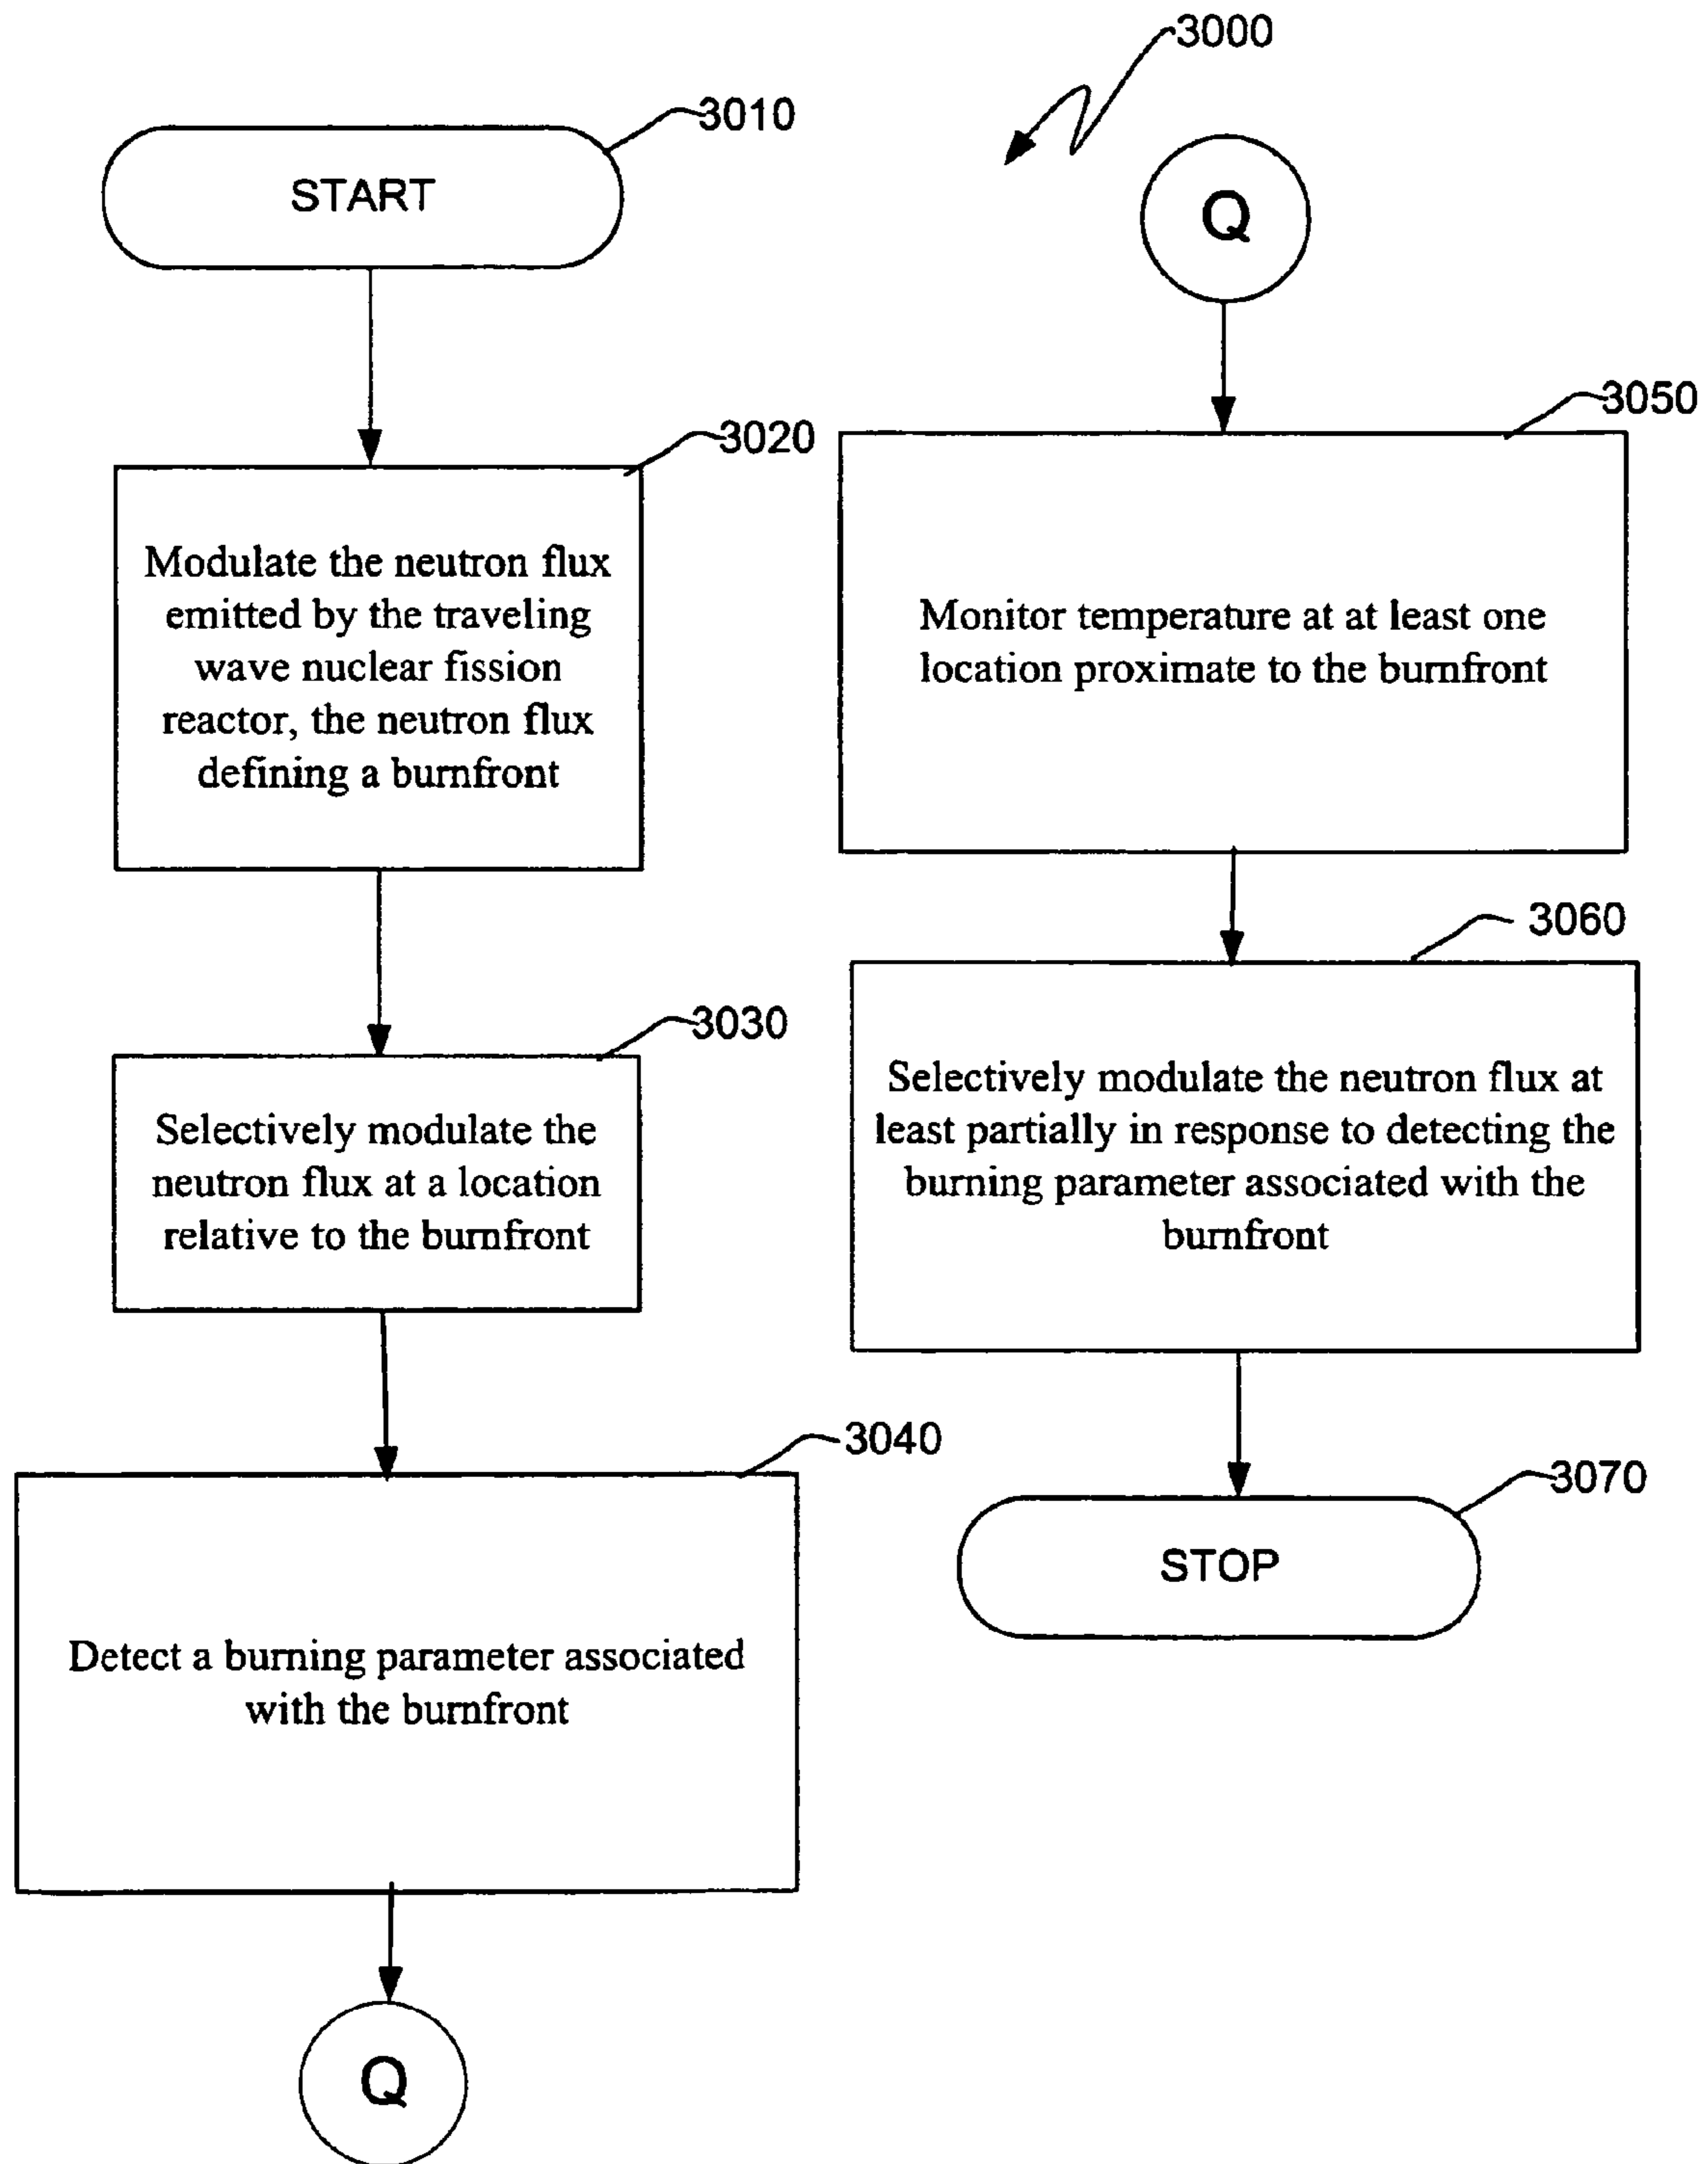 3000
3010
START
3020
Modulate the neutron flux
emitted by the traveling
wave nuclear fission
reactor, the neutron flux
defining a burnfront
3030
Selectively modulate the
neutron flux at a location
relative to the burnfront
3040
Detect a burning parameter associated
with the burnfront
Q
Q
3050
Monitor temperature at at least one
location proximate to the burnfront
3060
Selectively modulate the neutron flux at
least partially in response to detecting the
burning parameter associated with the
burnfront
3070
STOP